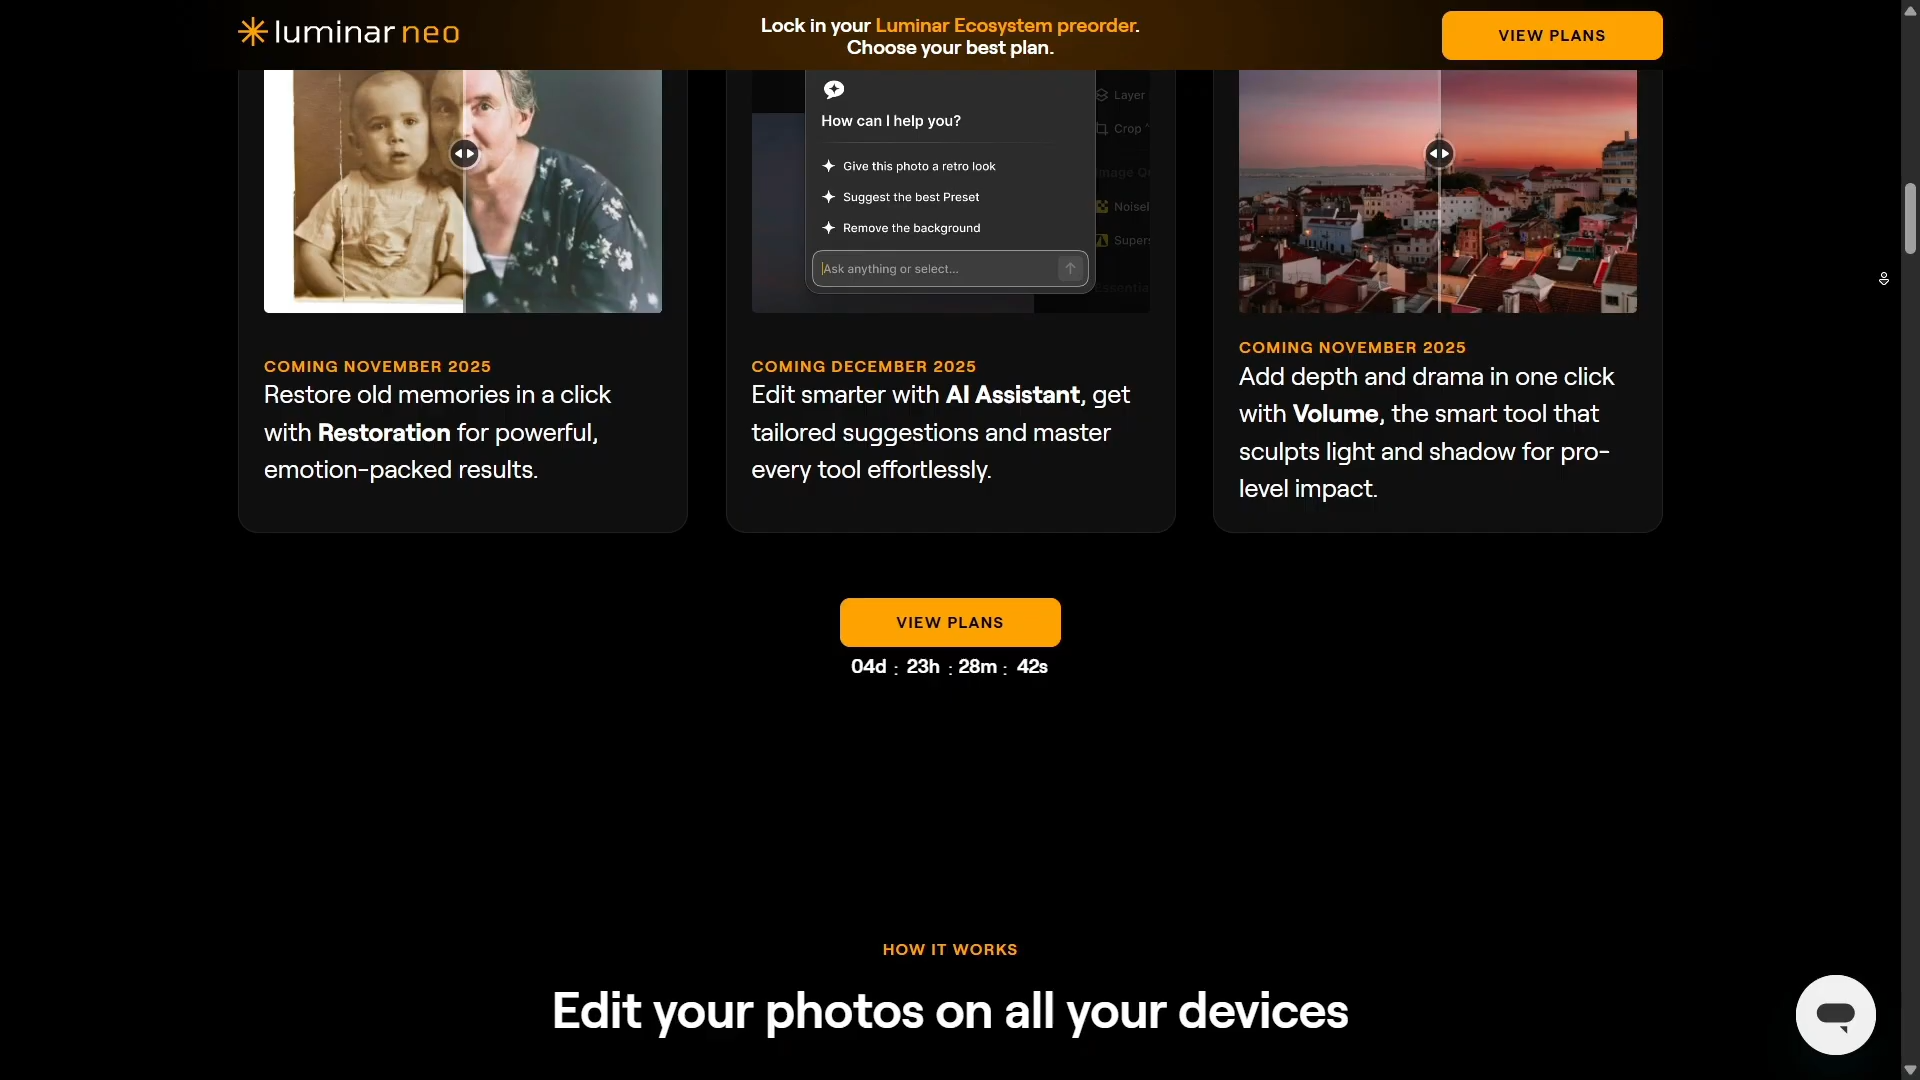 luminar neo
Lock in your Luminar Ecosystem preorder.
Choose your best plan.
VIEW PLANS
How can I help you?
Give this photo a retro look
Suggest the best Preset
Remove the background
Ask anything or select...
Layer
Crop
COMING NOVEMBER 2025
Restore old memories in a click
with Restoration for powerful,
emotion-packed results.
COMING DECEMBER 2025
Edit smarter with AI Assistant, get
tailored suggestions and master
every tool effortlessly.
COMING NOVEMBER 2025
Add depth and drama in one click
with Volume, the smart tool that
sculpts light and shadow for pro-
level impact.
VIEW PLANS
04d : 23h : 28m : 42s
HOW IT WORKS
Edit your photos on all your devices